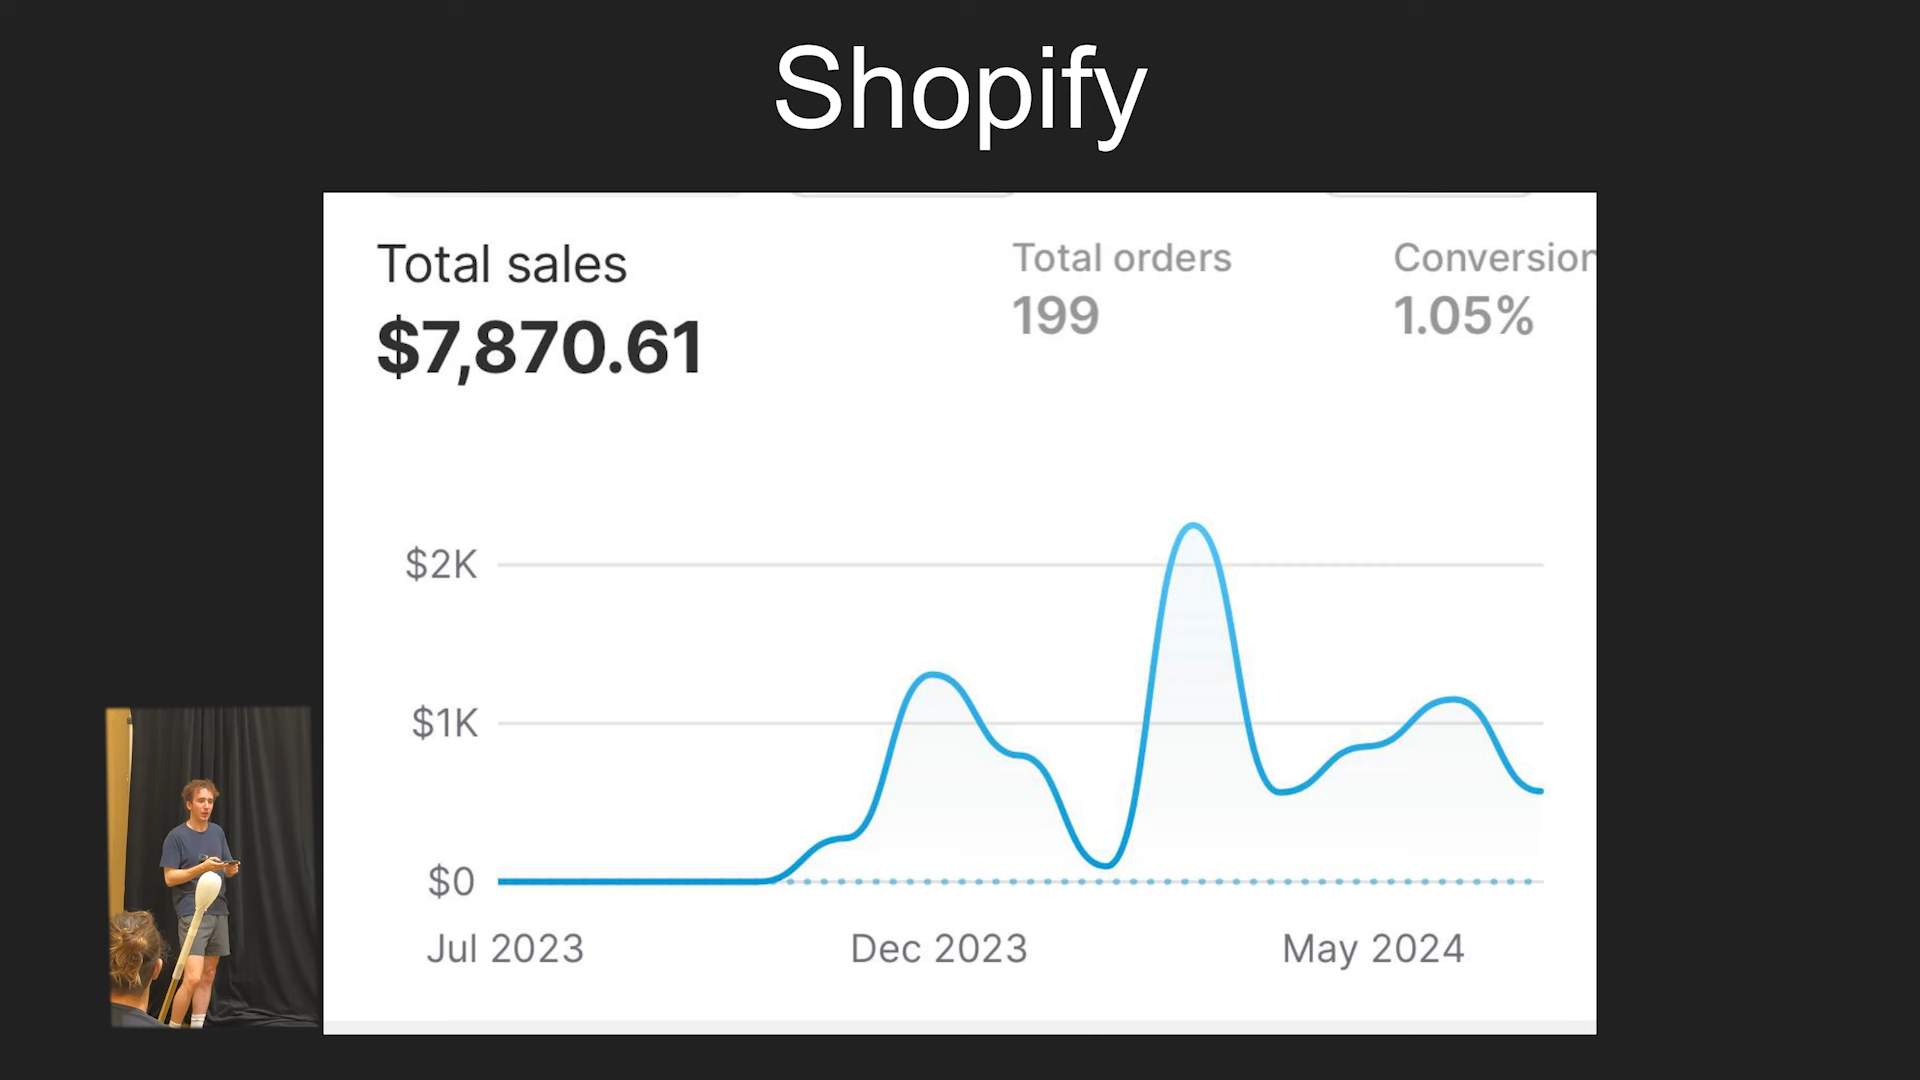 Shopify
Total sales
$7,870.61
Total orders
199
Conversion
1.05%
$2K
$1K
$0
Jul 2023
Dec 2023
May 2024